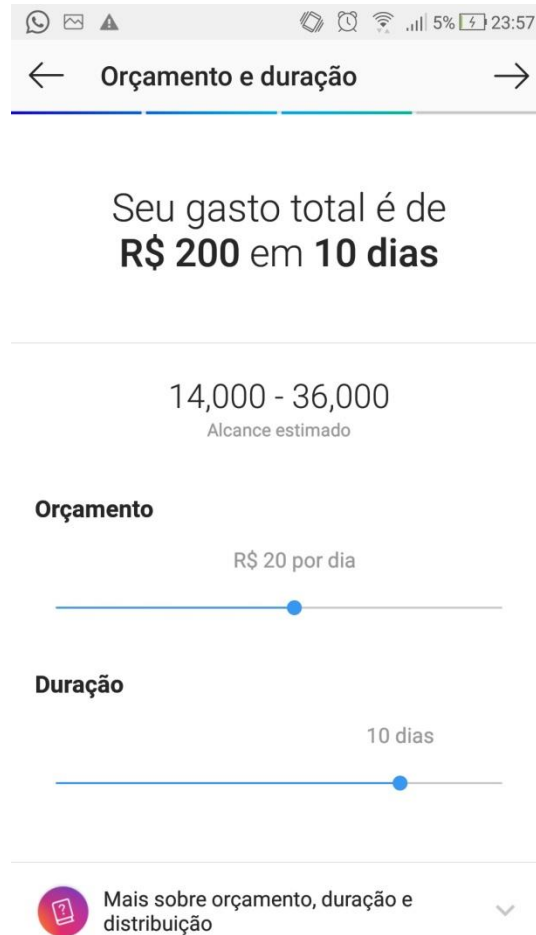 5% 23:57
Orçamento e duração
Seu gasto total é de
R$ 200 em 10 dias
14,000 - 36,000
Alcance estimado
Orçamento
R$ 20 por dia
Duração
10 dias
Mais sobre orçamento, duração e
distribuição